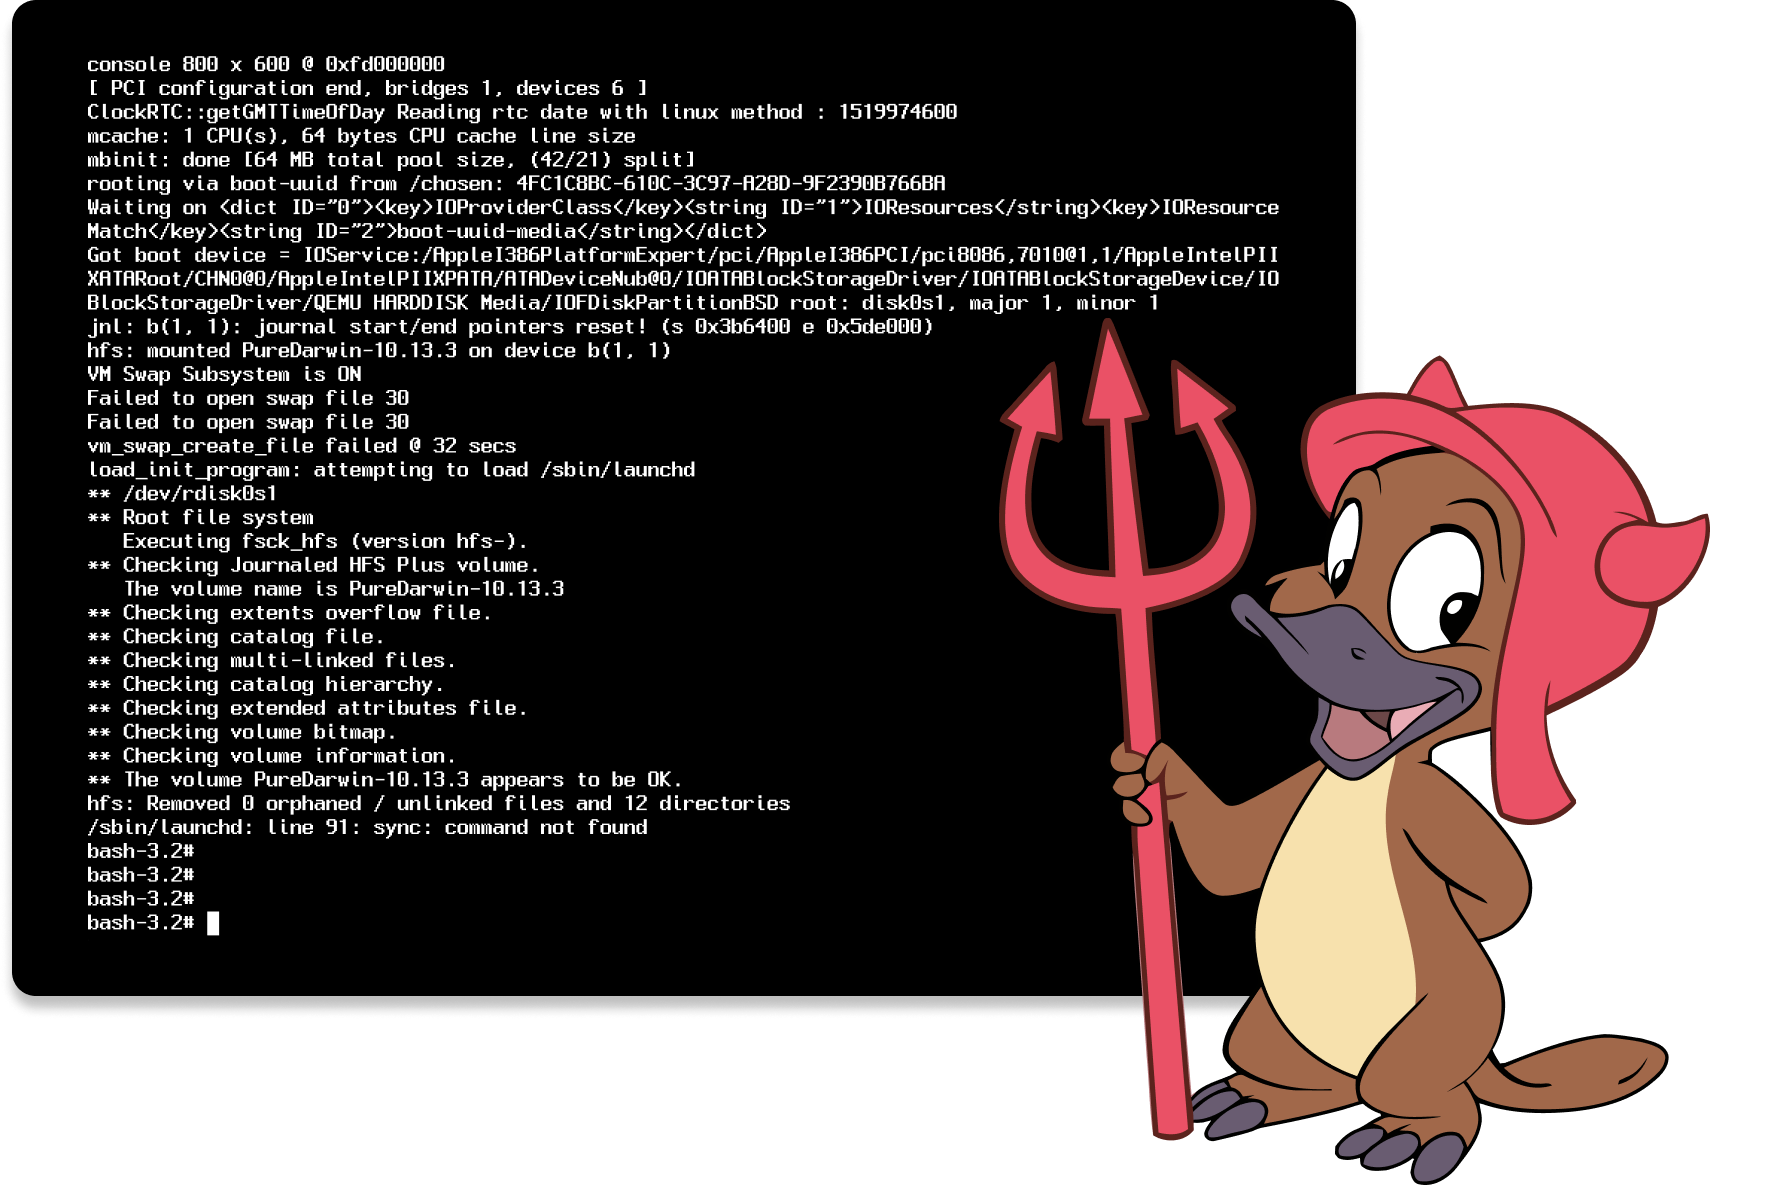 console 800 x 600 @ 0xfd000000
[ PCI configuration end, bridges 1, devices 6 ]
ClockRTC::getGMTTimeOfDay Reading rtc date with linux method : 1519974600
mcache: 1 CPU(s), 64 bytes CPU cache line size
mbinit: done [64 MB total pool size, (42/21) split]
rooting via boot-uuid from /chosen: 4FC1C8BC-610C-3C97-A28D-9F2390B766BA
Waiting on <dict ID="0"><key>IOProviderClass</key><string ID="1">IOResources</string><key>IOResource
Match</key><string ID="2">boot-uuid-media</string></dict>
Got boot device = IOService:/AppleI386PlatformExpert/pci/AppleI386PCI/pci8086,7010@1,1/AppleIntelPII
XATARoot/CHN0@0/AppleIntelPIIXPATA/ATADeviceNub@0/IOATABlockStorageDriver/IOATABlockStorageDevice/IO
BlockStorageDriver/QEMU HARDDISK Media/IOFDiskPartitionBSD root: disk0s1, major 1, minor 1
jnl: b(1, 1): journal start/end pointers reset! (s 0x3b6400 e 0x5de000)
hfs: mounted PureDarwin-10.13.3 on device b(1, 1)
VM Swap Subsystem is ON
Failed to open swap file 30
Failed to open swap file 30
vm_swap_create_file failed @ 32 secs
load_init_program: attempting to load /sbin/launchd
** /dev/rdisk0s1
** Root file system
   Executing fsck_hfs (version hfs-).
** Checking Journaled HFS Plus volume.
   The volume name is PureDarwin-10.13.3
** Checking extents overflow file.
** Checking catalog file.
** Checking multi-linked files.
** Checking catalog hierarchy.
** Checking extended attributes file.
** Checking volume bitmap.
** Checking volume information.
** The volume PureDarwin-10.13.3 appears to be OK.
hfs: Removed 0 orphaned / unlinked files and 12 directories
/sbin/launchd: line 91: sync: command not found
bash-3.2#
bash-3.2#
bash-3.2#
bash-3.2#